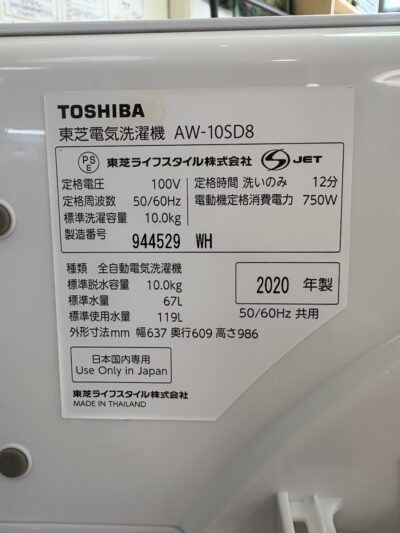 TOSHIBA
東芝電気洗濯機 AW-10SD8
PS E 東芝ライフスタイル株式会社 S JET
定格電圧 100V 定格時間 洗いのみ 12分
定格周波数 50/60Hz 電動機定格消費電力 750W
標準洗濯容量 10.0kg
製造番号 944529 WH
種類 全自動電気洗濯機
標準脱水容量 10.0kg 2020 年製
標準水量 67L
標準使用水量 119L 50/60Hz 共用
外形寸法mm 幅637 奥行609 高さ986
日本国内専用
Use Only in Japan
東芝ライフスタイル株式会社
MADE IN THAILAND